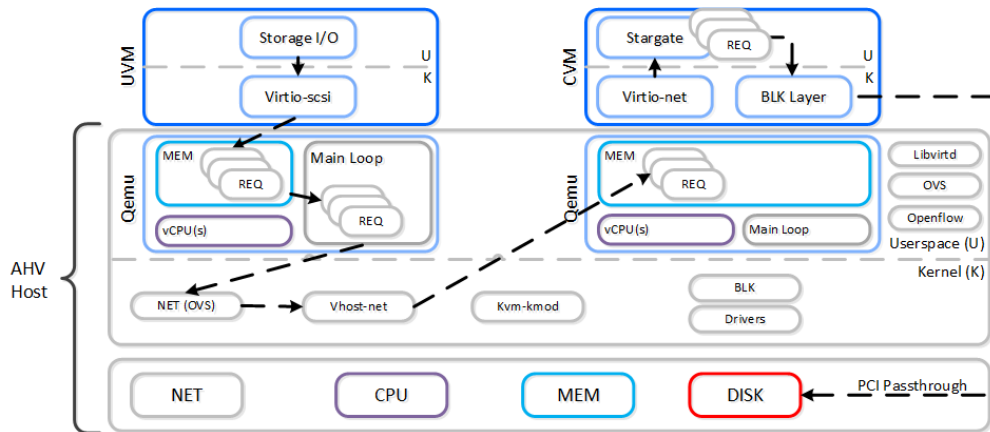 UVM
Storage I/O
U
K
Virtio-scsi
CVM
Stargate
REQ
U
K
Virtio-net
BLK Layer
AHV
Host
Qemu
MEM
REQ
Main Loop
REQ
vCPU(s)
Qemu
MEM
REQ
vCPU(s)
Main Loop
Libvirtd
OVS
Openflow
Userspace (U)
Kernel (K)
NET (OVS)
Vhost-net
Kvm-kmod
BLK
Drivers
NET
CPU
MEM
DISK
PCI Passthrough